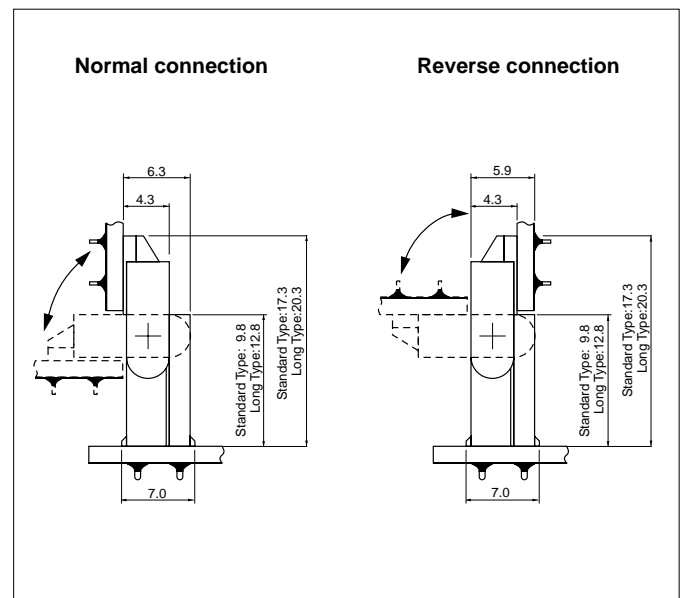 Normal connection
6.3
4.3
Standard Type: 9.8
Long Type:12.8
Standard Type:17.3
Long Type:20.3
7.0
Reverse connection
5.9
4.3
Standard Type: 9.8
Long Type:12.8
Standard Type:17.3
Long Type:20.3
7.0